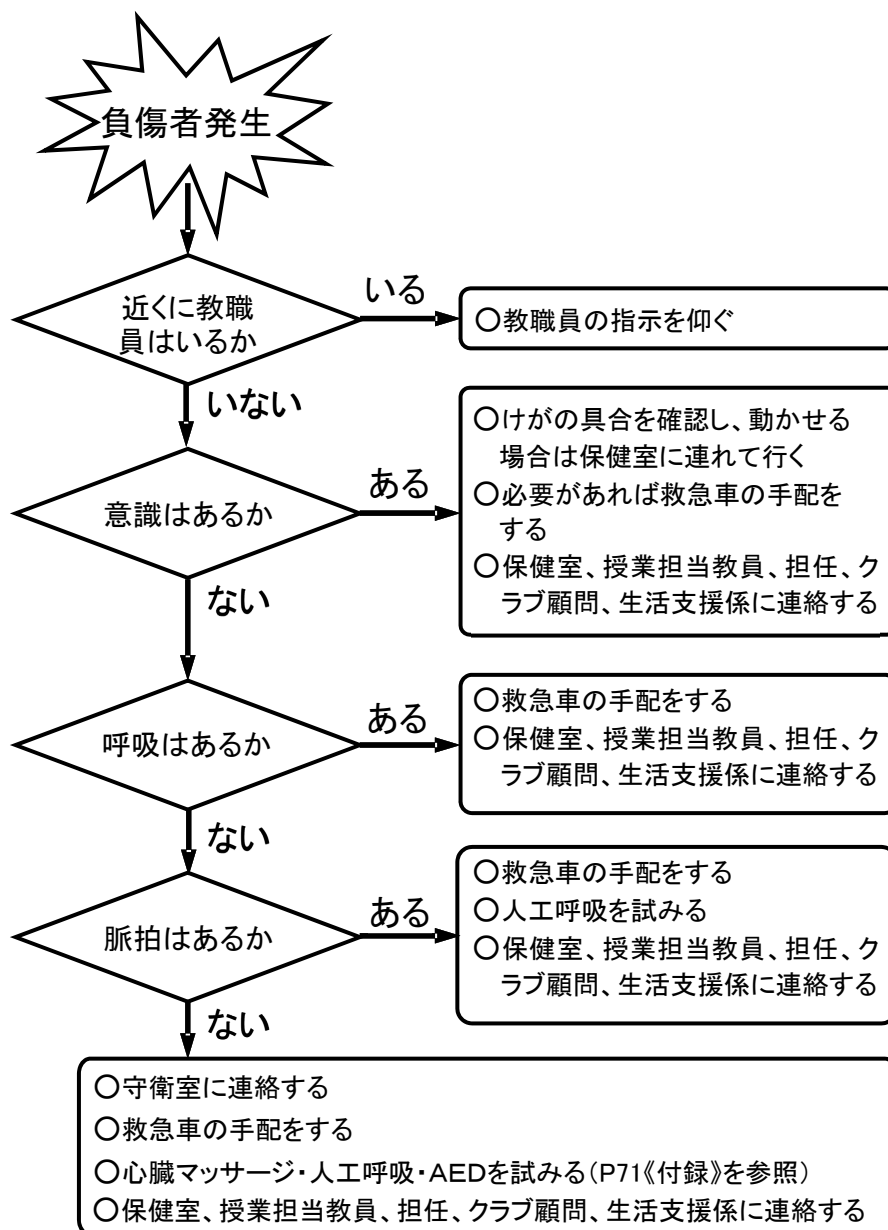 負傷者発生
近くに教職
員はいるか
いる
○教職員の指示を仰ぐ
いない
意識はあるか
ある
○けがの具合を確認し、動かせる
場合は保健室に連れて行く
○必要があれば救急車の手配を
する
○保健室、授業担当教員、担任、ク
ラブ顧問、生活支援係に連絡する
ない
呼吸はあるか
ある
○救急車の手配をする
○保健室、授業担当教員、担任、ク
ラブ顧問、生活支援係に連絡する
ない
脈拍はあるか
ある
○救急車の手配をする
○人工呼吸を試みる
○保健室、授業担当教員、担任、ク
ラブ顧問、生活支援係に連絡する
ない
○守衛室に連絡する
○救急車の手配をする
○心臓マッサージ・人工呼吸・AEDを試みる(P71《付録》を参照)
○保健室、授業担当教員、担任、クラブ顧問、生活支援係に連絡する